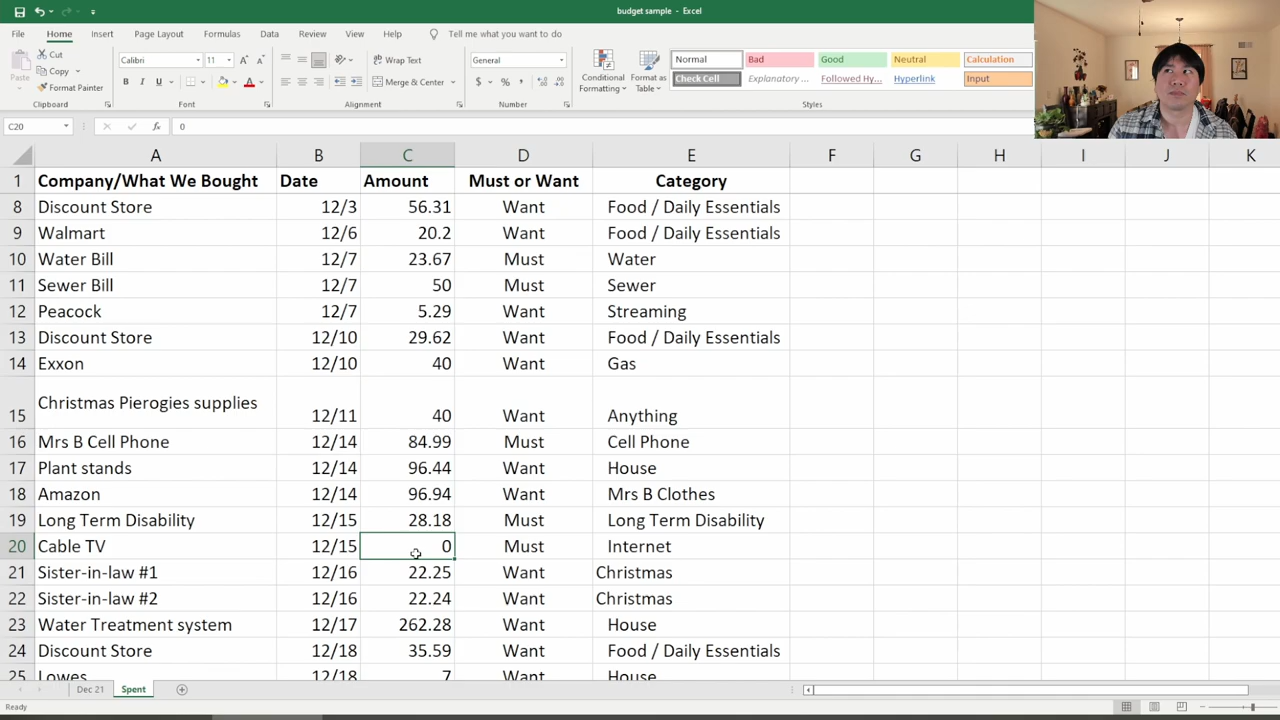 budget sample - Excel
File Home Insert Page Layout Formulas Data Review View Help Tell me what you want to do
Cut
Copy
Format Painter
Paste
Clipboard
Calibri 11
B I U
Font
Wrap Text
Merge & Center
Alignment
General
$ % ,
Number
Conditional Formatting
Format as Table
Normal Bad Good Neutral Calculation
Check Cell Explanatory ... Followed Hy... Hyperlink Input
Styles
C20 fx 0
A B C D E F G H I J K
1 Company/What We Bought Date Amount Must or Want Category
8 Discount Store 12/3 56.31 Want Food / Daily Essentials
9 Walmart 12/6 20.2 Want Food / Daily Essentials
10 Water Bill 12/7 23.67 Must Water
11 Sewer Bill 12/7 50 Must Sewer
12 Peacock 12/7 5.29 Want Streaming
13 Discount Store 12/10 29.62 Want Food / Daily Essentials
14 Exxon 12/10 40 Want Gas
15 Christmas Pierogies supplies 12/11 40 Want Anything
16 Mrs B Cell Phone 12/14 84.99 Must Cell Phone
17 Plant stands 12/14 96.44 Want House
18 Amazon 12/14 96.94 Want Mrs B Clothes
19 Long Term Disability 12/15 28.18 Must Long Term Disability
20 Cable TV 12/15 0 Must Internet
21 Sister-in-law #1 12/16 22.25 Want Christmas
22 Sister-in-law #2 12/16 22.24 Want Christmas
23 Water Treatment system 12/17 262.28 Want House
24 Discount Store 12/18 35.59 Want Food / Daily Essentials
25 Lowes 12/18 7 Want House
Dec 21 Spent
Ready